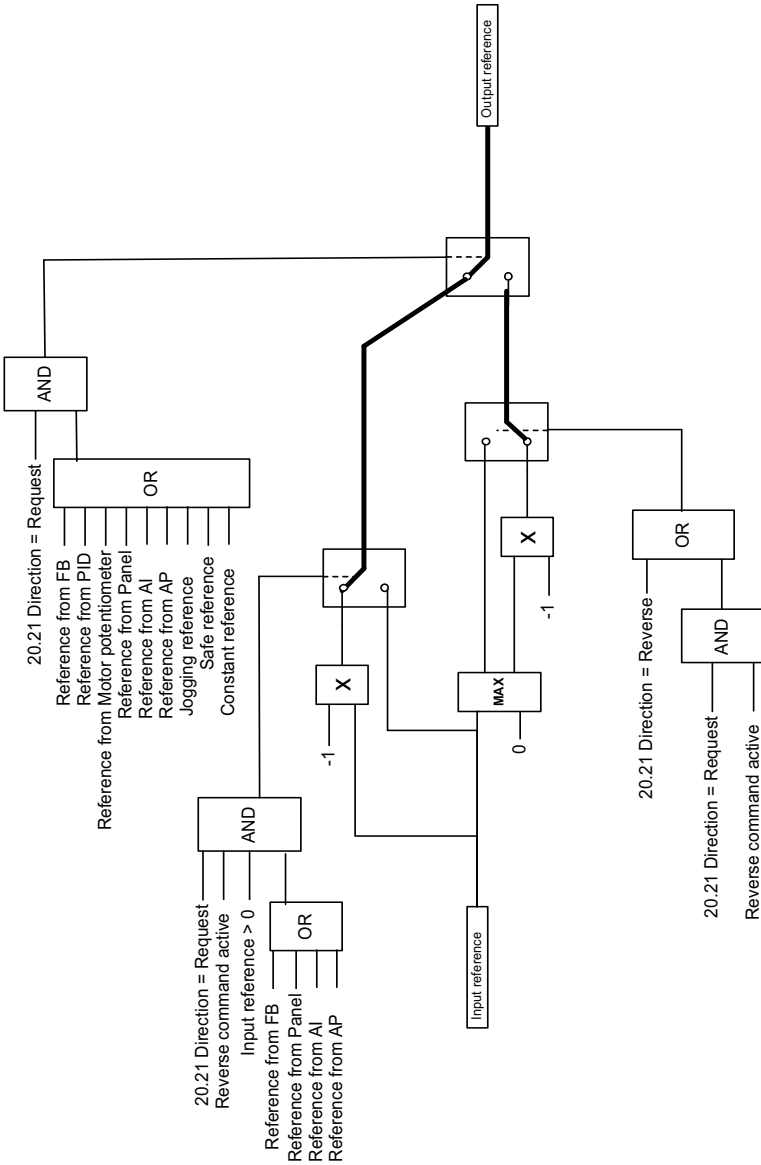 20.21 Direction = Request
AND
Reference from FB
Reference from PID
Reference from Motor potentiometer
Reference from Panel
Reference from AI
Reference from AP
Jogging reference
Safe reference
Constant reference
OR
20.21 Direction = Request
Reverse command active
Input reference > 0
AND
Reference from FB
Reference from Panel
Reference from AI
Reference from AP
OR
-1
X
Input reference
0
MAX
-1
X
20.21 Direction = Reverse
OR
20.21 Direction = Request
Reverse command active
AND
Output reference